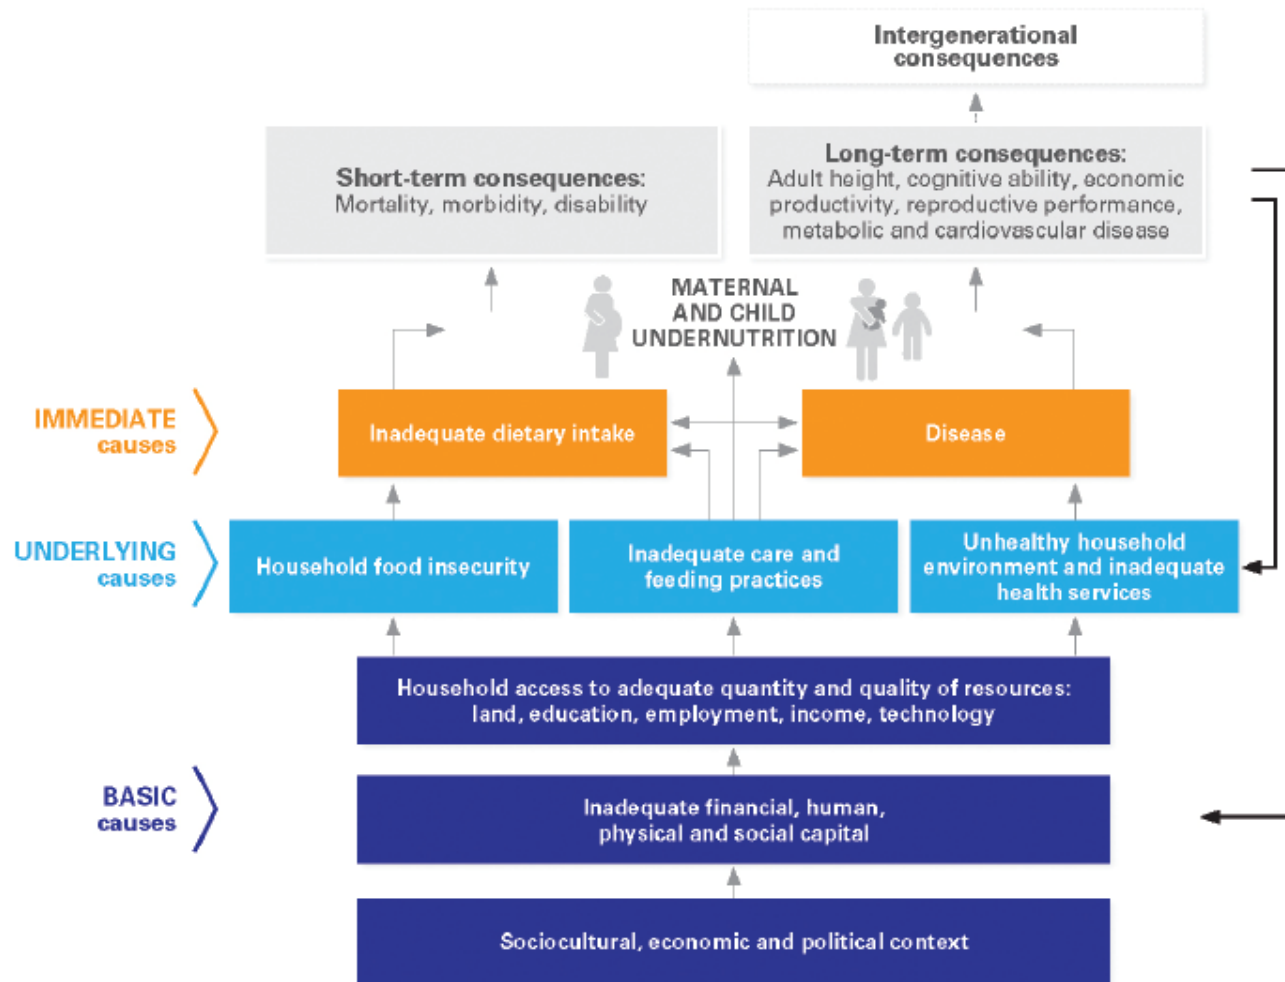 Intergenerational
consequences
Short-term consequences:
Mortality, morbidity, disability
Long-term consequences:
Adult height, cognitive ability, economic
productivity, reproductive performance,
metabolic and cardiovascular disease
MATERNAL
AND CHILD
UNDERNUTRITION
IMMEDIATE
causes
Inadequate dietary intake
Disease
UNDERLYING
causes
Household food insecurity
Inadequate care and
feeding practices
Unhealthy household
environment and inadequate
health services
BASIC
causes
Household access to adequate quantity and quality of resources:
land, education, employment, income, technology
Inadequate financial, human,
physical and social capital
Sociocultural, economic and political context